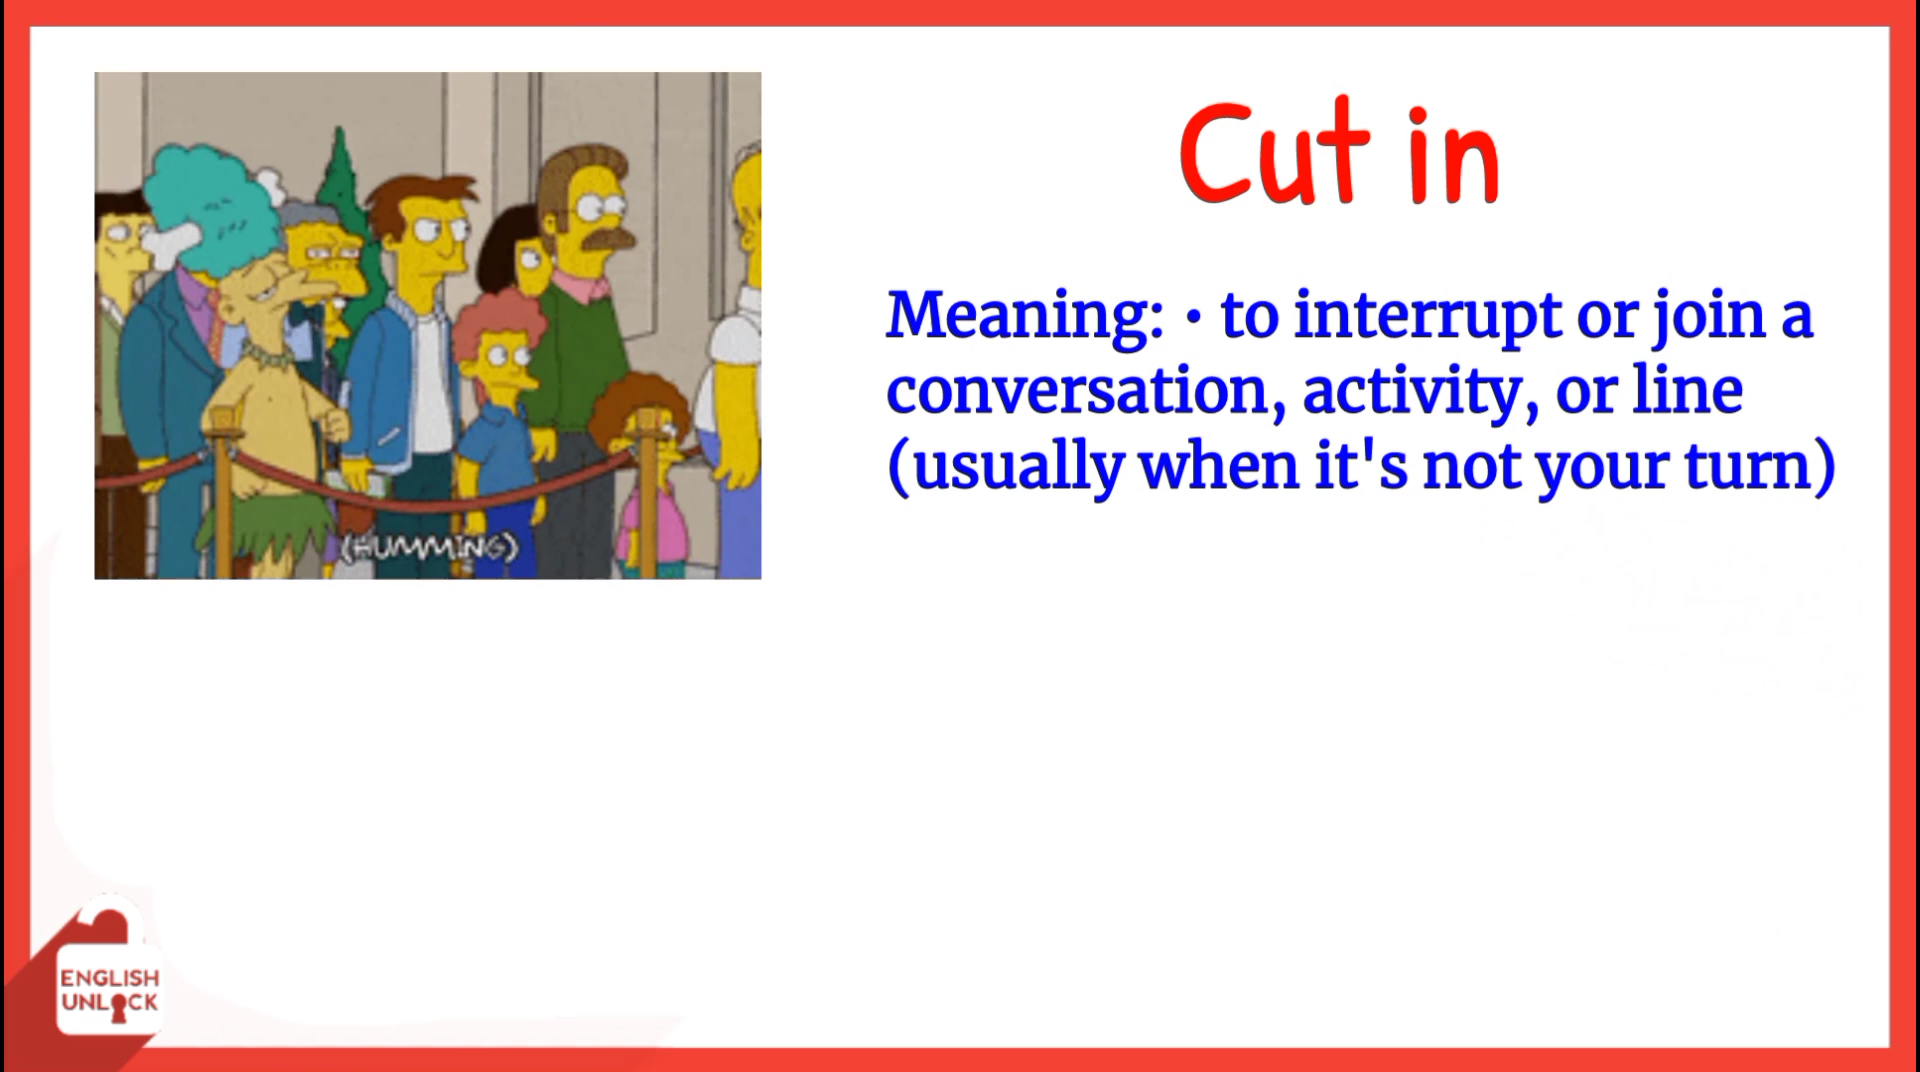 Cut in
Meaning: • to interrupt or join a
conversation, activity, or line
(usually when it's not your turn)
(HUMMING)
ENGLISH
UNLOCK